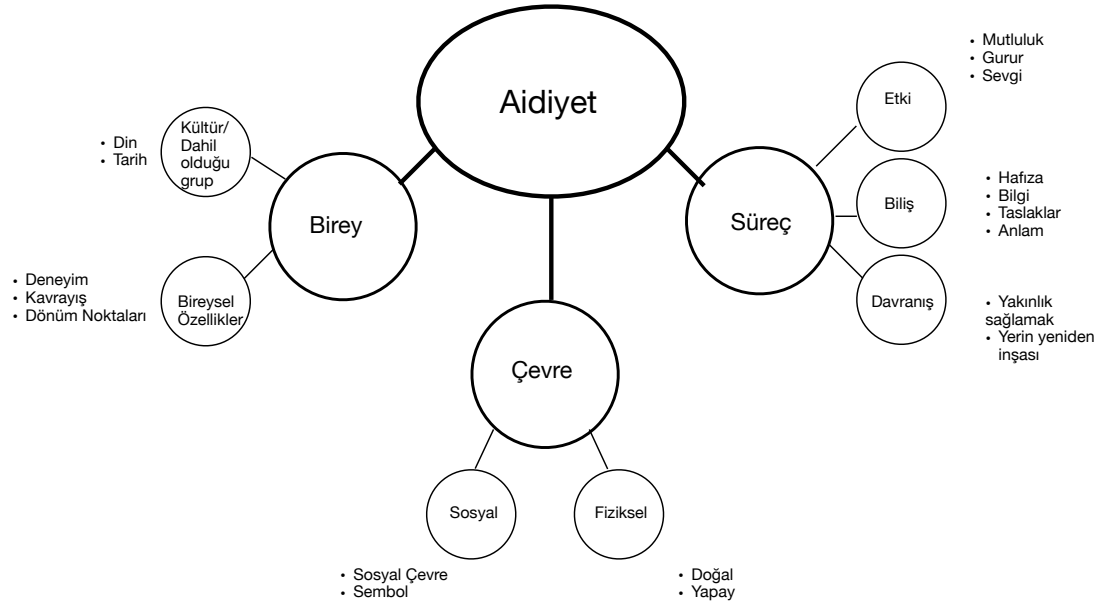 Aidiyet
Birey
Kültür/
Dahil
olduğu
grup
• Din
• Tarih
Bireysel
Özellikler
• Deneyim
• Kavrayış
• Dönüm Noktaları
Çevre
Sosyal
• Sosyal Çevre
• Sembol
Fiziksel
• Doğal
• Yapay
Süreç
Etki
• Mutluluk
• Gurur
• Sevgi
Biliş
• Hafıza
• Bilgi
• Taslaklar
• Anlam
Davranış
• Yakınlık
sağlamak
• Yerin yeniden
inşası